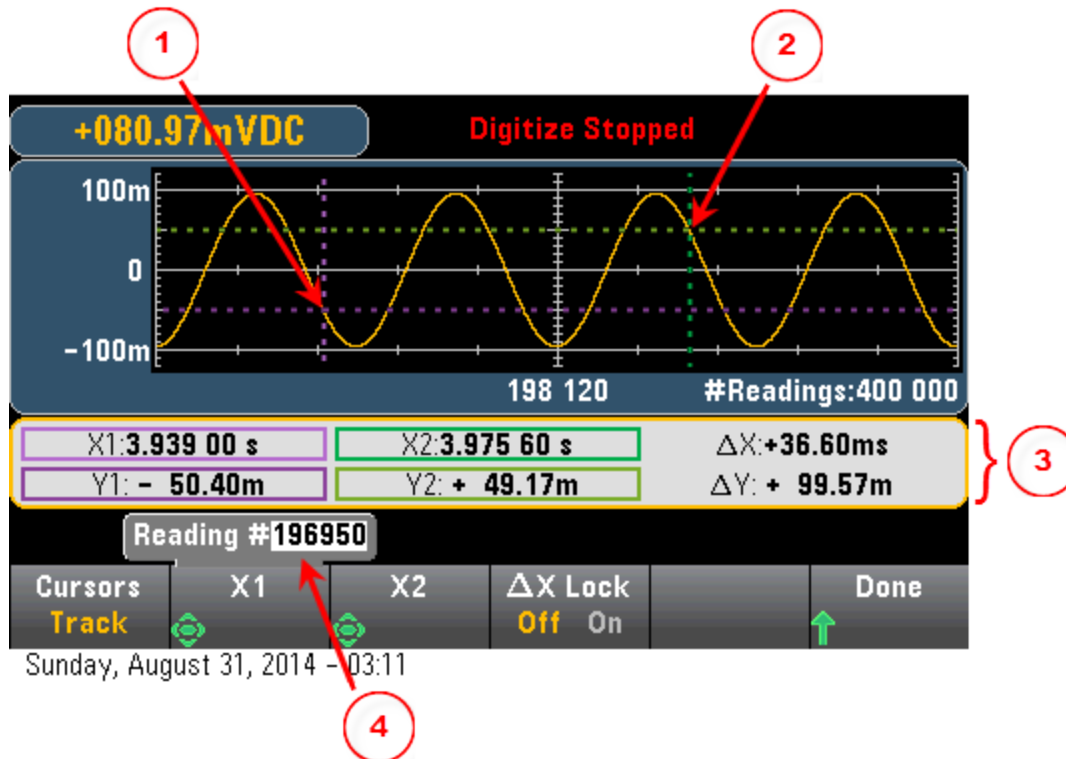 1
2
+080.97mVDC
Digitize Stopped
100m
0
-100m
198 120 #Readings:400 000
X1:3.939 00 s X2:3.975 60 s ΔX:+36.60ms
Y1: - 50.40m Y2: + 49.17m ΔY: + 99.57m
3
Reading #196950
Cursors X1 X2 ΔX Lock Done
Track Off On
Sunday, August 31, 2014 - 03:11
4